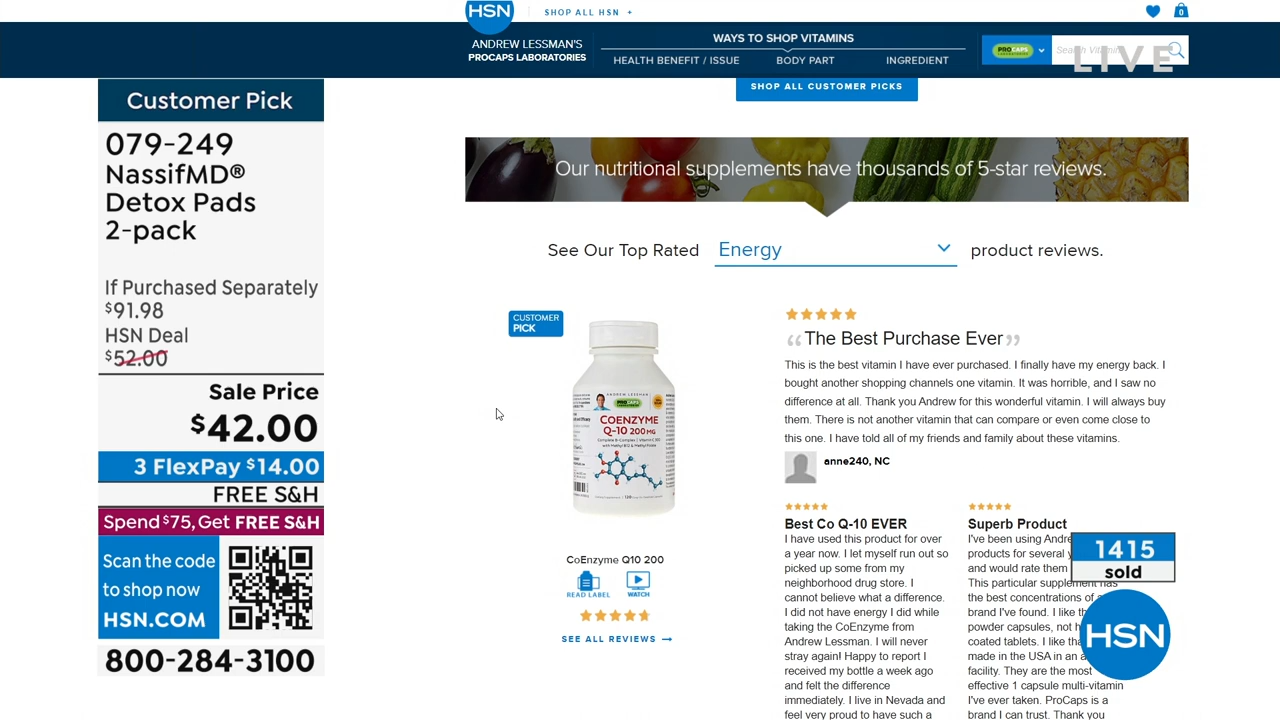 HSN
SHOP ALL HSN +
0
ANDREW LESSMAN'S
PROCAPS LABORATORIES
WAYS TO SHOP VITAMINS
HEALTH BENEFIT / ISSUE
BODY PART
INGREDIENT
PROCAPS
Search Vitamins
LIVE
SHOP ALL CUSTOMER PICKS
Customer Pick
079-249
NassifMD®
Detox Pads
2-pack
If Purchased Separately
$91.98
HSN Deal
$52.00
Sale Price
$42.00
3 FlexPay $14.00
FREE S&H
Spend $75, Get FREE S&H
Scan the code
to shop now
HSN.COM
800-284-3100
Our nutritional supplements have thousands of 5-star reviews.
See Our Top Rated Energy product reviews.
CUSTOMER
PICK
ANDREW LESSMAN
PROCAPS
COENZYME
Q-10 200 MG
CoEnzyme Q10 200
READ LABEL
WATCH
SEE ALL REVIEWS →
“The Best Purchase Ever”
This is the best vitamin I have ever purchased. I finally have my energy back. I
bought another shopping channels one vitamin. It was horrible, and I saw no
difference at all. Thank you Andrew for this wonderful vitamin. I will always buy
them. There is not another vitamin that can compare or even come close to
this one. I have told all of my friends and family about these vitamins.
anne240, NC
Best Co Q-10 EVER
I have used this product for over
a year now. I let myself run out so
picked up some from my
neighborhood drug store. I
cannot believe what a difference.
I did not have energy I did while
taking the CoEnzyme from
Andrew Lessman. I will never
stray again! Happy to report I
received my bottle a week ago
and felt the difference
immediately. I live in Nevada and
feel very proud to have such a
Superb Product
I've been using Andre
products for several y
and would rate them
This particular supplement has
the best concentrations of a
brand I've found. I like th
powder capsules, not h
coated tablets. I like tha
made in the USA in an a
facility. They are the most
effective 1 capsule multi-vitamin
I've ever taken. ProCaps is a
brand I can trust. Thank you
1415
sold
HSN